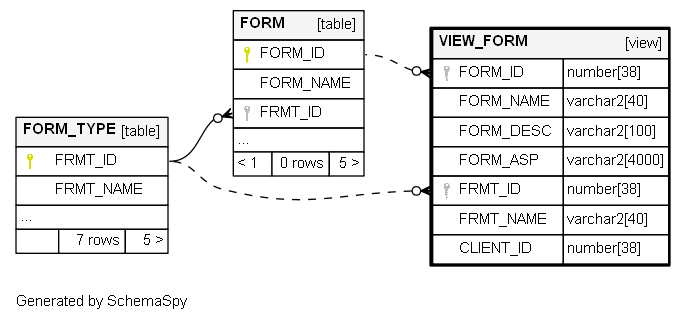 FORM [table]
FORM_ID
FORM_NAME
FRMT_ID
...
< 1 0 rows 5 >
FORM_TYPE [table]
FRMT_ID
FRMT_NAME
...
7 rows 5 >
VIEW_FORM [view]
FORM_ID number[38]
FORM_NAME varchar2[40]
FORM_DESC varchar2[100]
FORM_ASP varchar2[4000]
FRMT_ID number[38]
FRMT_NAME varchar2[40]
CLIENT_ID number[38]
Generated by SchemaSpy